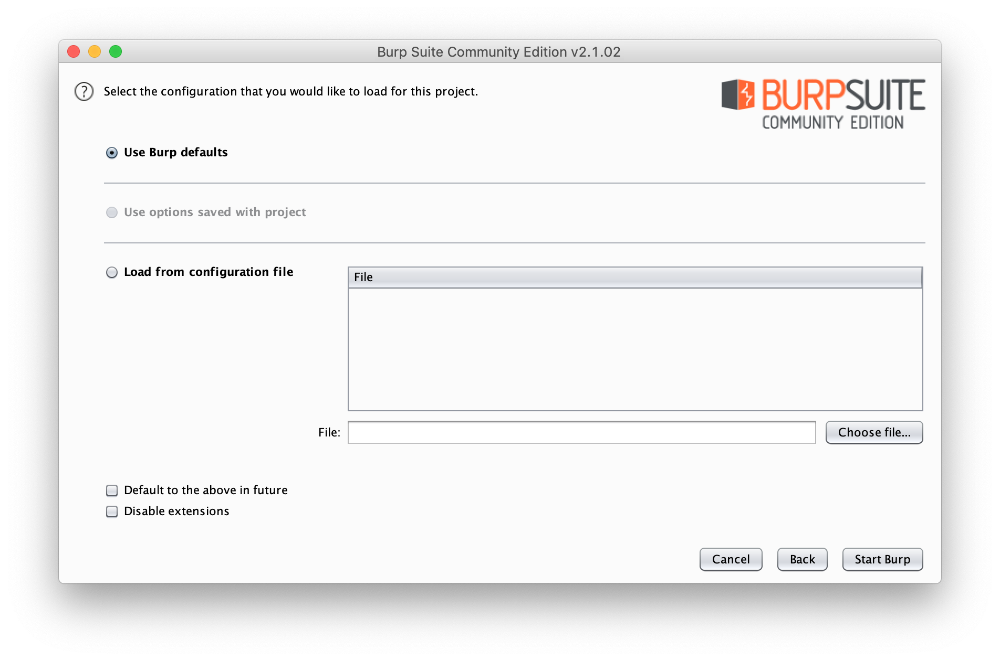 Burp Suite Community Edition v2.1.02
? Select the configuration that you would like to load for this project.
BURPSUITE
COMMUNITY EDITION
Use Burp defaults
Use options saved with project
Load from configuration file
File
File:
Choose file...
Default to the above in future
Disable extensions
Cancel Back Start Burp